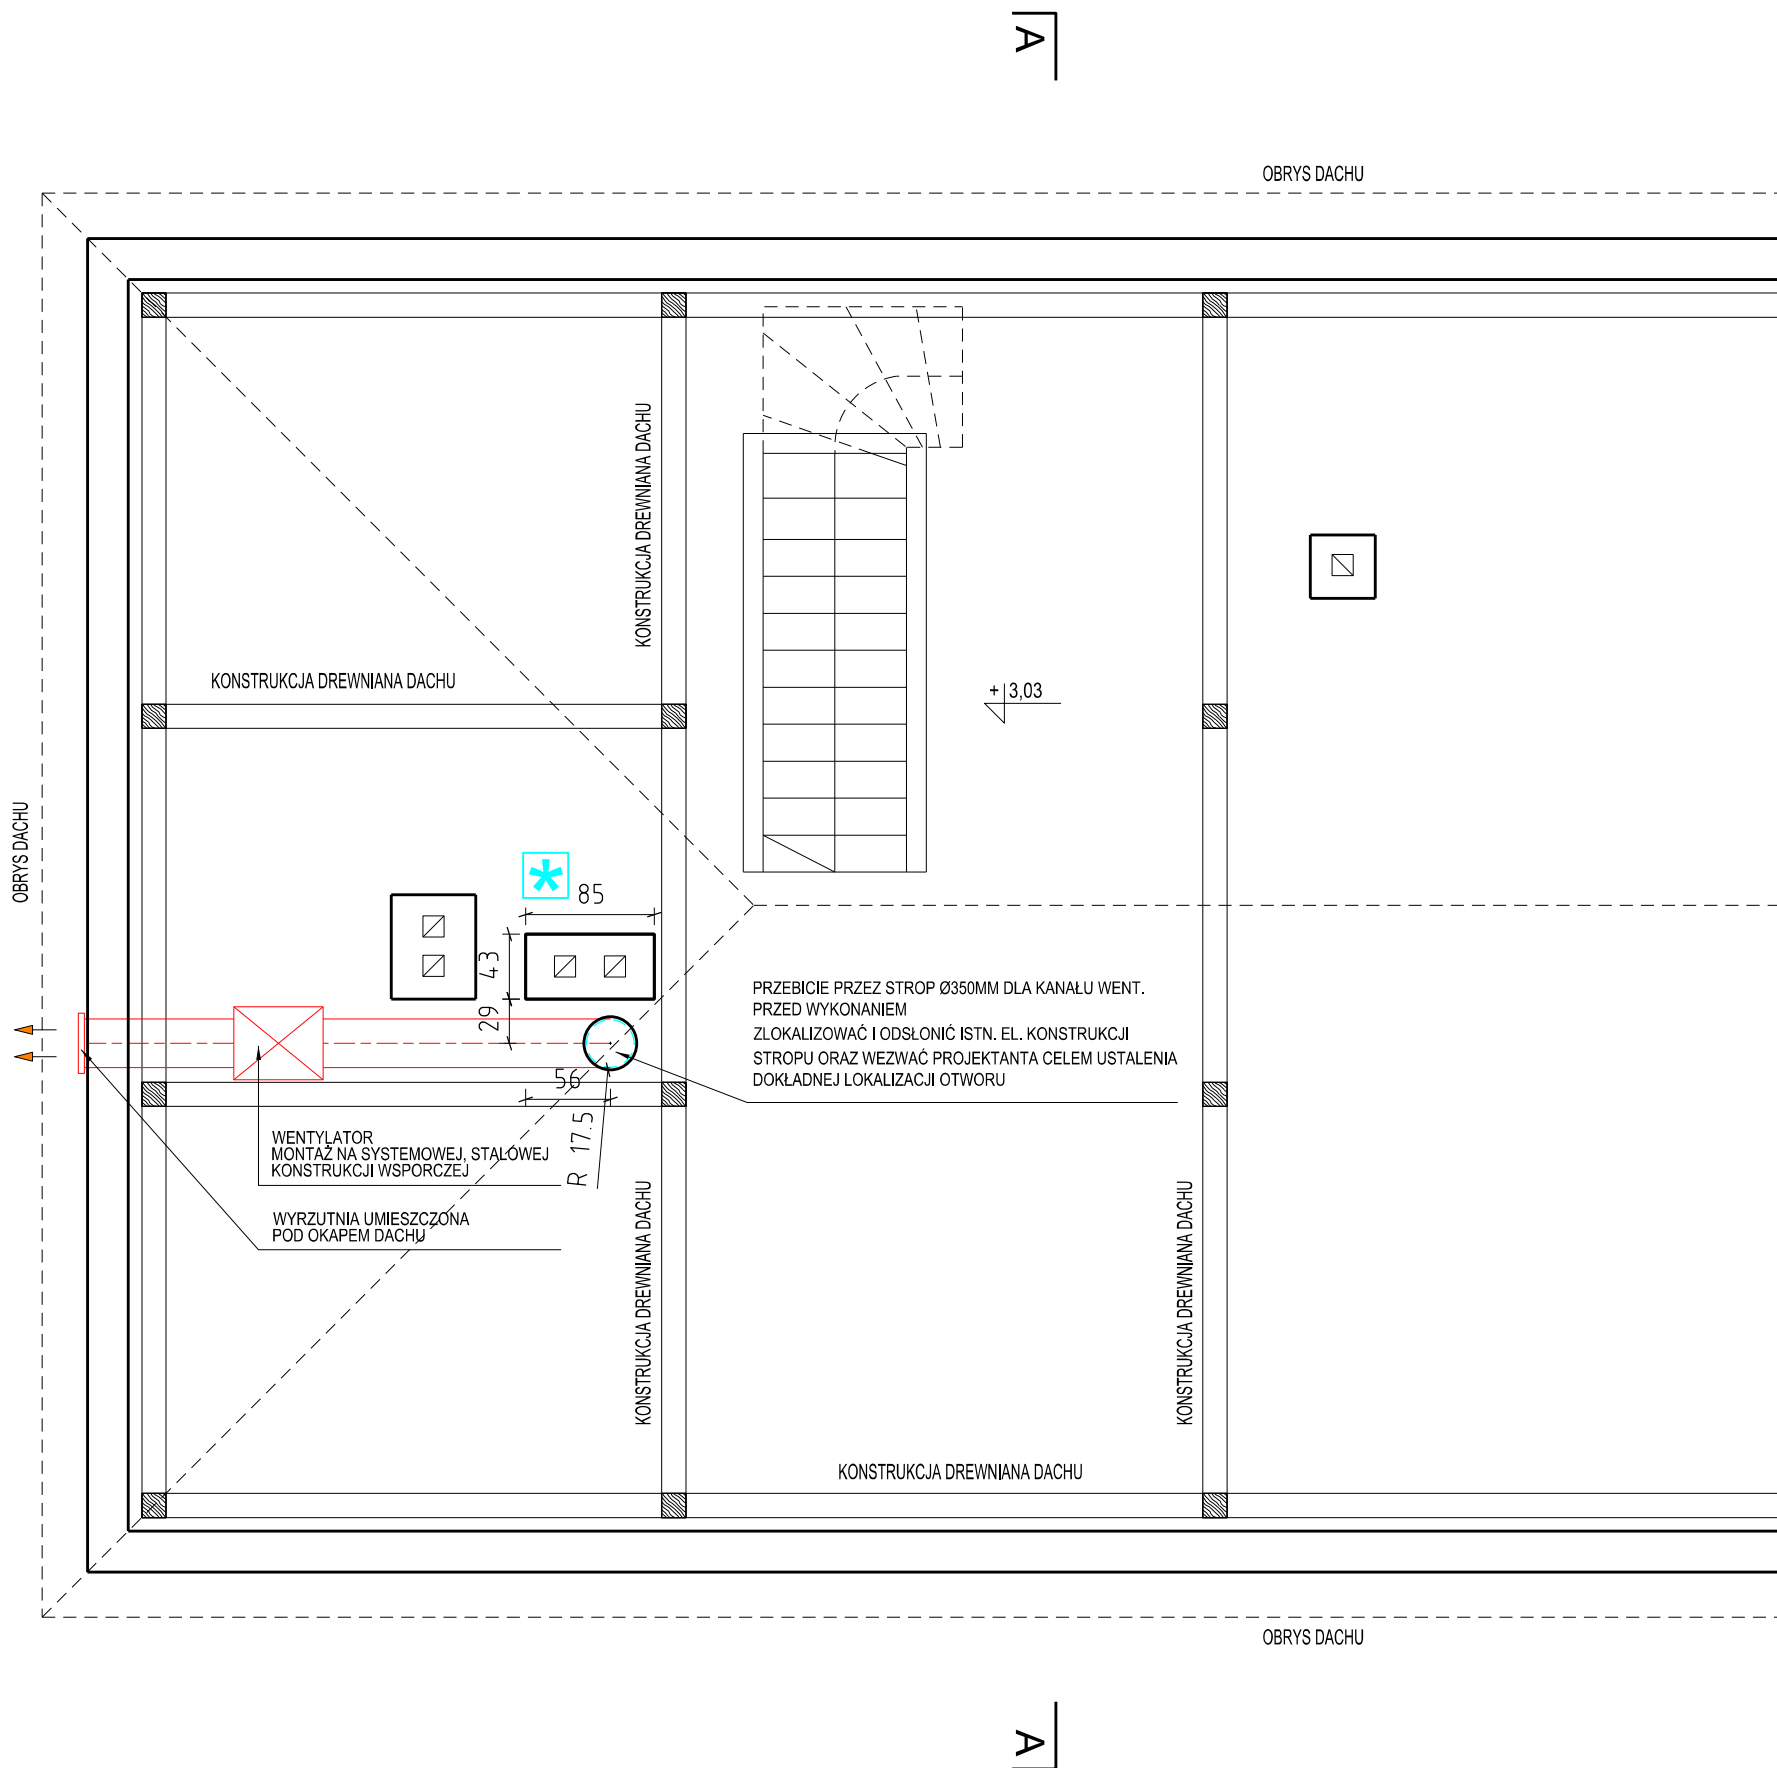 A
OBRYS DACHU
KONSTRUKCJA DREWNIANA DACHU
KONSTRUKCJA DREWNIANA DACHU
+ 3,03
OBRYS DACHU
*
85
43
29
56
R 17.5
PRZEBICIE PRZEZ STROP Ø350MM DLA KANAŁU WENT.
PRZED WYKONANIEM
ZLOKALIZOWAĆ I ODSŁONIĆ ISTN. EL. KONSTRUKCJI
STROPU ORAZ WEZWAĆ PROJEKTANTA CELEM USTALENIA
DOKŁADNEJ LOKALIZACJI OTWORU
WENTYLATOR
MONTAŻ NA SYSTEMOWEJ, STALOWEJ
KONSTRUKCJI WSPORCZEJ
WYRZUTNIA UMIESZCZONA
POD OKAPEM DACHU
KONSTRUKCJA DREWNIANA DACHU
KONSTRUKCJA DREWNIANA DACHU
KONSTRUKCJA DREWNIANA DACHU
OBRYS DACHU
A